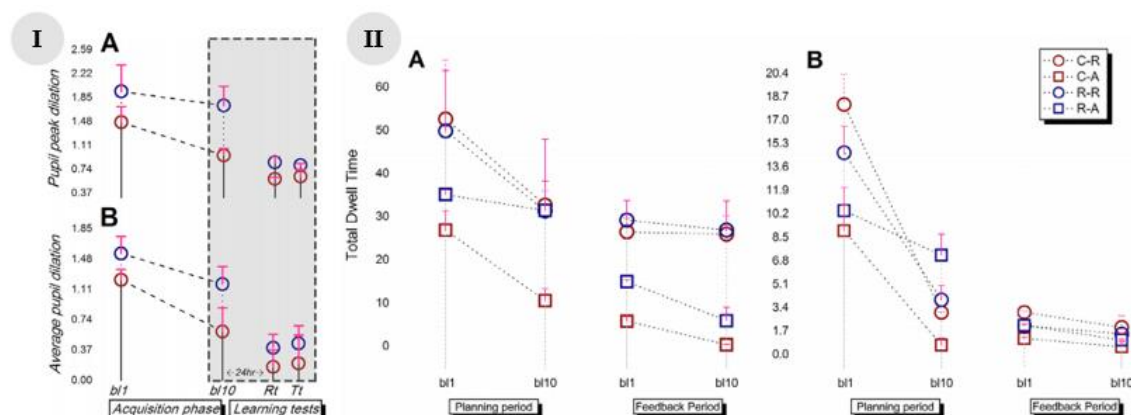 I
A
Pupil peak dilation
2.59
2.22
1.85
1.48
1.11
0.74
0.37
B
Average pupil dilation
1.85
1.48
1.11
0.74
0.37
0.00
24hr
bl1
bl10
Rt
Tt
Acquisition phase
Learning tests
II
A
Total Dwell Time
60
50
40
30
20
10
0
bl1
bl10
bl1
bl10
Planning period
Feedback Period
B
20.4
18.7
17.0
15.3
13.6
11.9
10.2
8.5
6.8
5.1
3.4
1.7
0.0
bl1
bl10
bl1
bl10
Planning period
Feedback Period
C-R
C-A
R-R
R-A